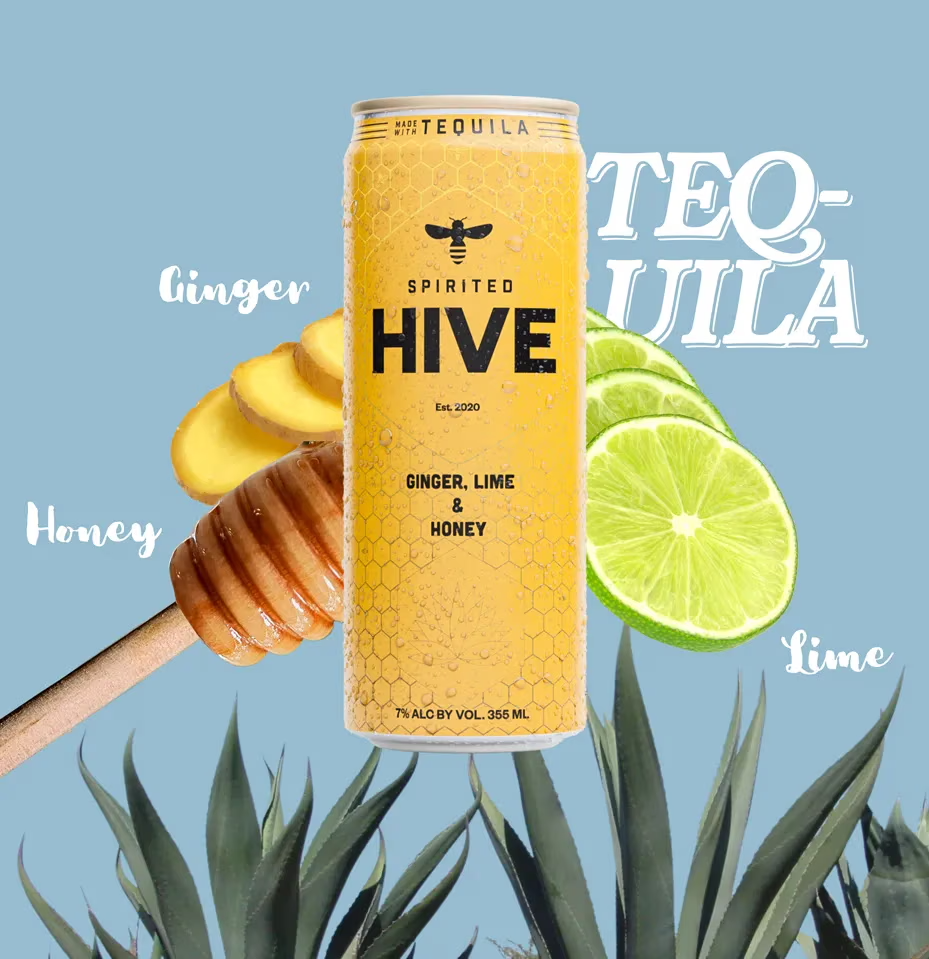 MADE WITH TEQUILA
TEQ-
UILA
Ginger
SPIRITED
HIVE
Est. 2020
GINGER, LIME
&
HONEY
Honey
Lime
7% ALC BY VOL. 355 ML